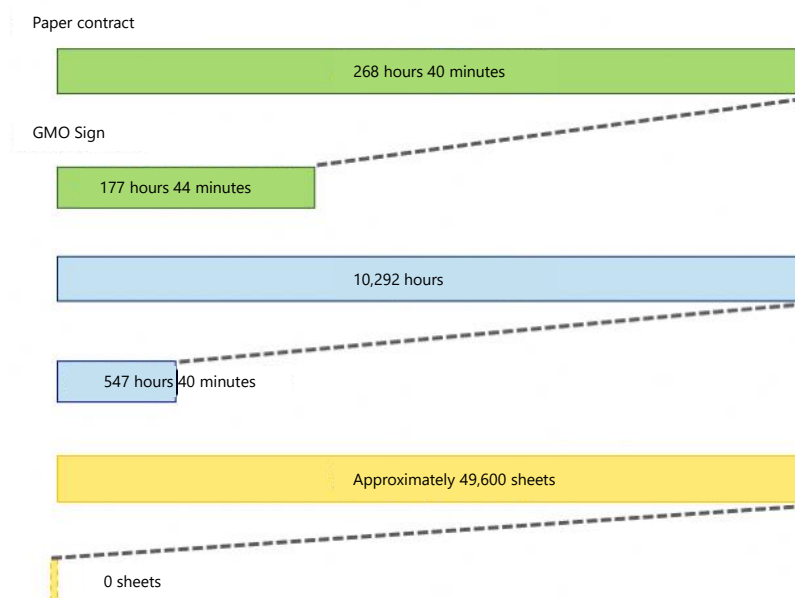 Paper contract
268 hours 40 minutes
GMO Sign
177 hours 44 minutes
10,292 hours
547 hours 40 minutes
Approximately 49,600 sheets
0 sheets